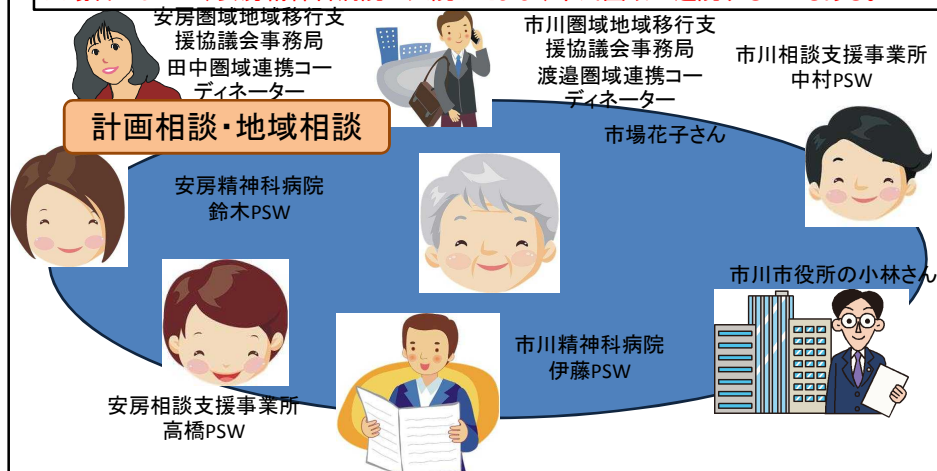 安房圏域地域移行支
援協議会事務局
田中圏域連携コー
ディネーター
市川圏域地域移行支
援協議会事務局
渡邉圏域連携コー
ディネーター
市川相談支援事業所
中村PSW
計画相談・地域相談
市場花子さん
安房精神科病院
鈴木PSW
市川市役所の小林さん
市川精神科病院
伊藤PSW
安房相談支援事業所
高橋PSW